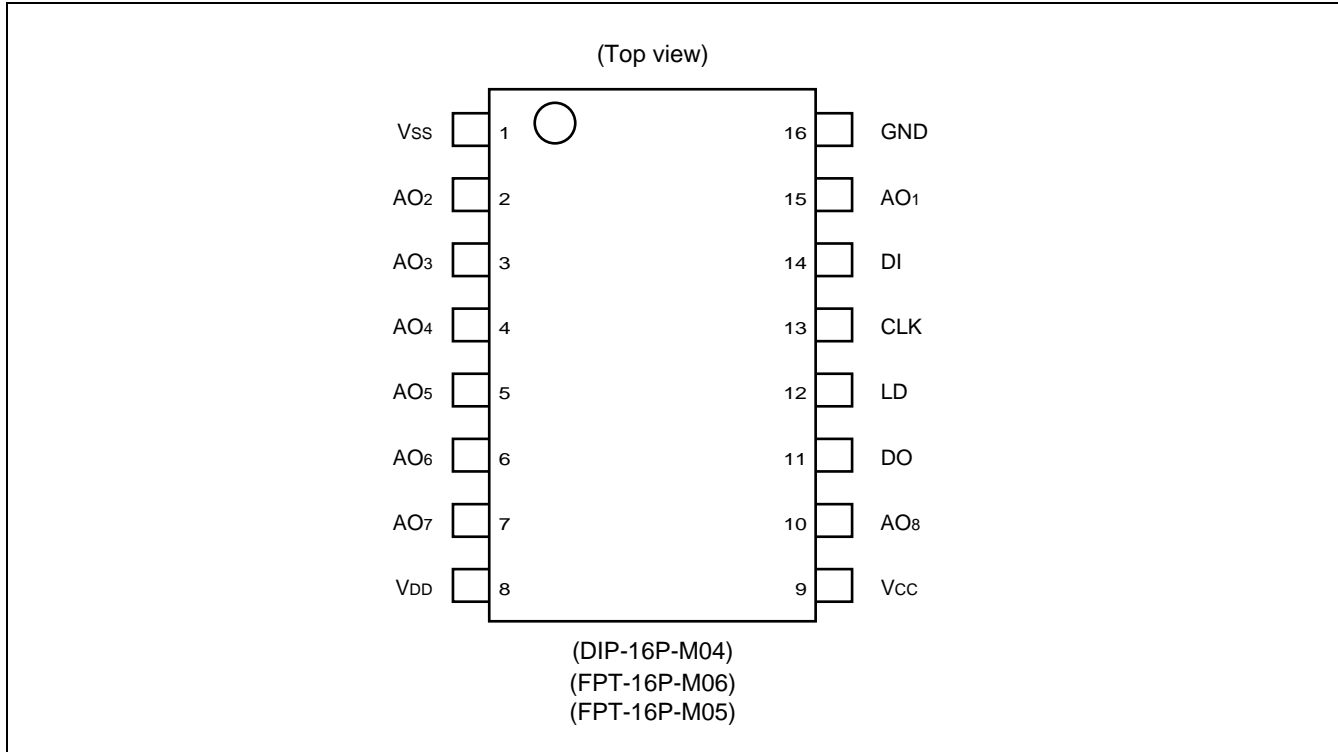 (Top view)
VSS 1 16 GND
AO2 2 15 AO1
AO3 3 14 DI
AO4 4 13 CLK
AO5 5 12 LD
AO6 6 11 DO
AO7 7 10 AO8
VDD 8 9 VCC
(DIP-16P-M04)
(FPT-16P-M06)
(FPT-16P-M05)